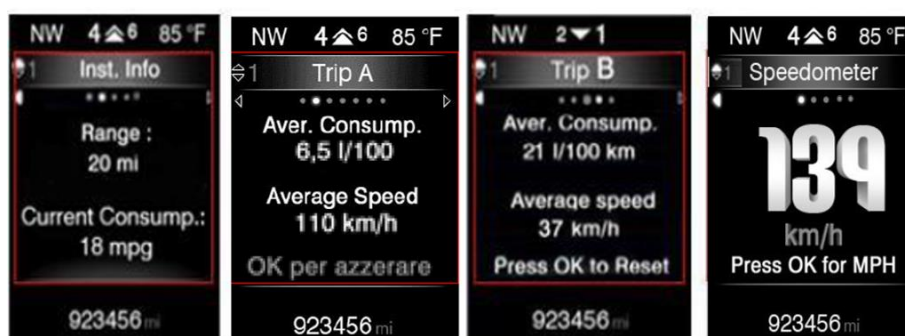 NW 4 6 85 °F
1 Inst. Info
Range :
20 mi
Current Consump.:
18 mpg
923456 mi
NW 4 6 85 °F
1 Trip A
Aver. Consump.
6,5 l/100
Average Speed
110 km/h
OK per azzerare
923456 mi
NW 2 1
1 Trip B
Aver. Consump.
21 l/100 km
Average speed
37 km/h
Press OK to Reset
923456 mi
NW 4 6 85 °F
1 Speedometer
139
km/h
Press OK for MPH
923456 mi